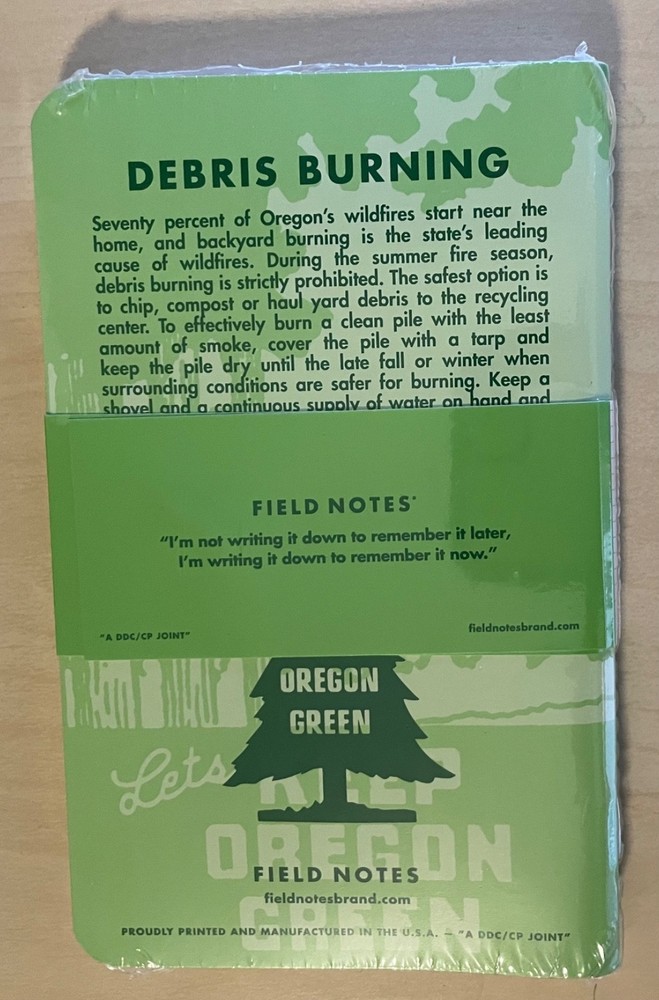 DEBRIS BURNING
Seventy percent of Oregon's wildfires start near the
home, and backyard burning is the state's leading
cause of wildfires. During the summer fire season,
debris burning is strictly prohibited. The safest option is
to chip, compost or haul yard debris to the recycling
center. To effectively burn a clean pile with the least
amount of smoke, cover the pile with a tarp and
keep the pile dry until the late fall or winter when
surrounding conditions are safer for burning. Keep a
shovel and a continuous supply of water on hand and
FIELD NOTES
“I'm not writing it down to remember it later,
I'm writing it down to remember it now.”
"A DDC/CP JOINT"
fieldnotesbrand.com
OREGON
GREEN
Lets KEEP
OREGON
GREEN
FIELD NOTES
fieldnotesbrand.com
PROUDLY PRINTED AND MANUFACTURED IN THE U.S.A. — "A DDC/CP JOINT"